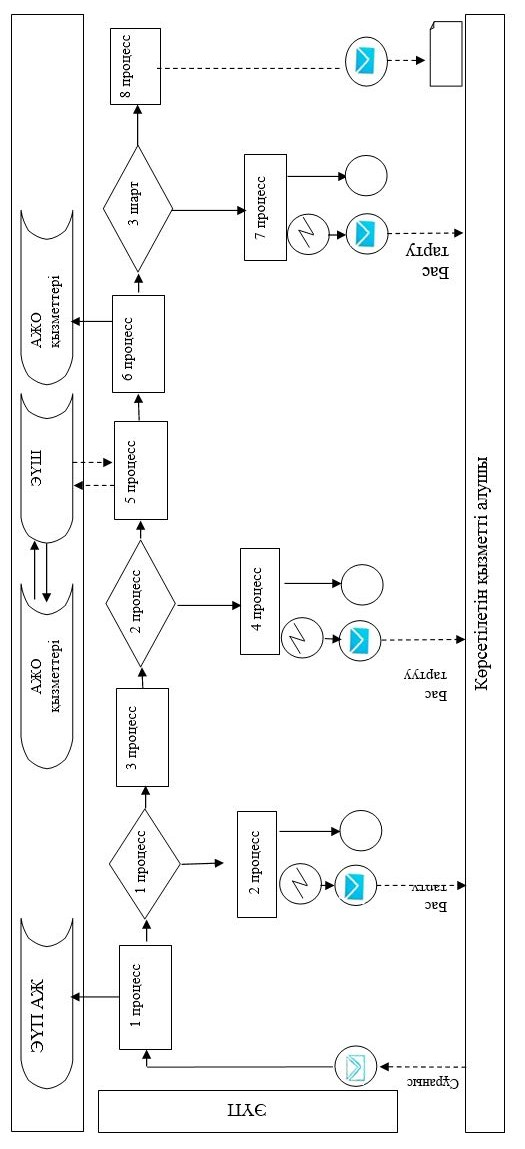 ЭҮП АЖ
АЖО
қызметтері
ЭҮШ
АЖО
қызметтері
ЭҮП
1 процесс
1 процесс
3 процесс
2 процесс
5 процесс
6 процесс
3 шарт
8 процесс
2 процесс
4 процесс
7 процесс
Сұраныс
Бас
тарту
Бас
тартуу
Бас
тарту
Көрсетілетін қызметті алушы